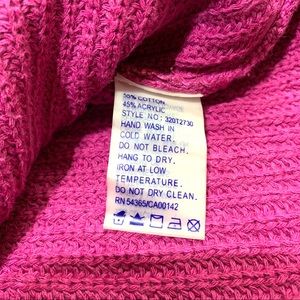 55% COTTON
45% ACRYLIC
STYLE NO: 32012730
HAND WASH IN
COLD WATER.
DO NOT BLEACH.
HANG TO DRY.
IRON AT LOW
TEMPERATURE.
DO NOT DRY CLEAN.
RN 54365/CA00142